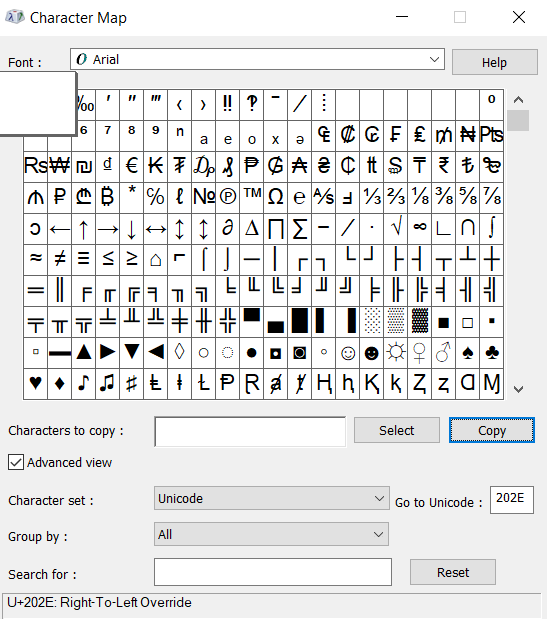 Character Map
Font :
O Arial
Help
‰ ′ ″ ‴ ‹ › ‼ ‽ ‾ ⁄ ⁞ ⁰
⁶ ⁷ ⁸ ⁹ ⁿ ₐ ₑ ₒ ₓ ₔ ₠ ₡ ₢ ₣ ₤ ₥ ₦ ₧
₨ ₩ ₪ ₫ € ₭ ₮ ₯ ₰ ₱ ₲ ₳ ₴ ₵ ₶ ₷ ₸ ₹ ₺ ₻
₼ ₽ ₾ ₿ ⃰ ℅ ℓ № ℗ ™ Ω ℮ ⅍ ⅎ ⅓ ⅔ ⅛ ⅜ ⅝ ⅞
ↄ ← ↑ → ↓ ↔ ↕ ↨ ∂ ∆ ∏ ∑ − ∕ ∙ √ ∞ ∟ ∩ ∫
≈ ≠ ≡ ≤ ≥ ⌂ ⌐ ⌠ ⌡ ─ │ ┌ ┐ └ ┘ ├ ┤ ┬ ┴ ┼
═ ║ ╒ ╓ ╔ ╕ ╖ ╗ ╘ ╙ ╚ ╛ ╜ ╝ ╞ ╟ ╠ ╡ ╢ ╣
╤ ╥ ╦ ╧ ╨ ╩ ╪ ╫ ╬ ▀ ▄ █ ▌ ▐ ░ ▒ ▓ ■ □ ▪
▫ ▬ ▲ ► ▼ ◄ ◊ ○ ◌ ● ◘ ◙ ◦ ☺ ☻ ☼ ♀ ♂ ♠ ♣
♥ ♦ ♪ ♫ ♯ Ⱡ ⱡ Ɫ Ᵽ Ɽ ⱥ ⱦ Ⱨ ⱨ Ⱪ ⱪ Ⱬ ⱬ Ɑ Ɱ
Characters to copy :
Select
Copy
Advanced view
Character set :
Unicode
Go to Unicode :
202E
Group by :
All
Search for :
Reset
U+202E: Right-To-Left Override